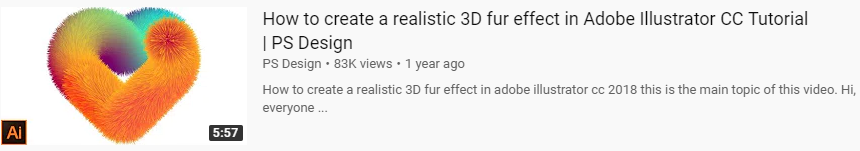 How to create a realistic 3D fur effect in Adobe Illustrator CC Tutorial
| PS Design
PS Design • 83K views • 1 year ago
How to create a realistic 3D fur effect in adobe illustrator cc 2018 this is the main topic of this video. Hi,
everyone ...
Ai
5:57